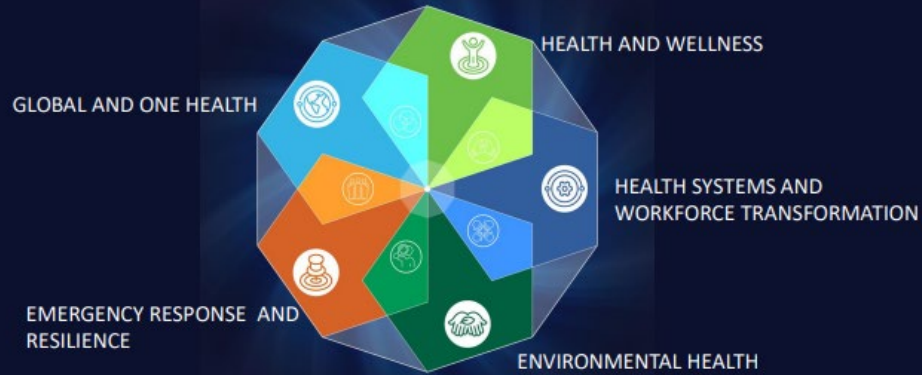 HEALTH AND WELLNESS
GLOBAL AND ONE HEALTH
HEALTH SYSTEMS AND
WORKFORCE TRANSFORMATION
EMERGENCY RESPONSE AND
RESILIENCE
ENVIRONMENTAL HEALTH